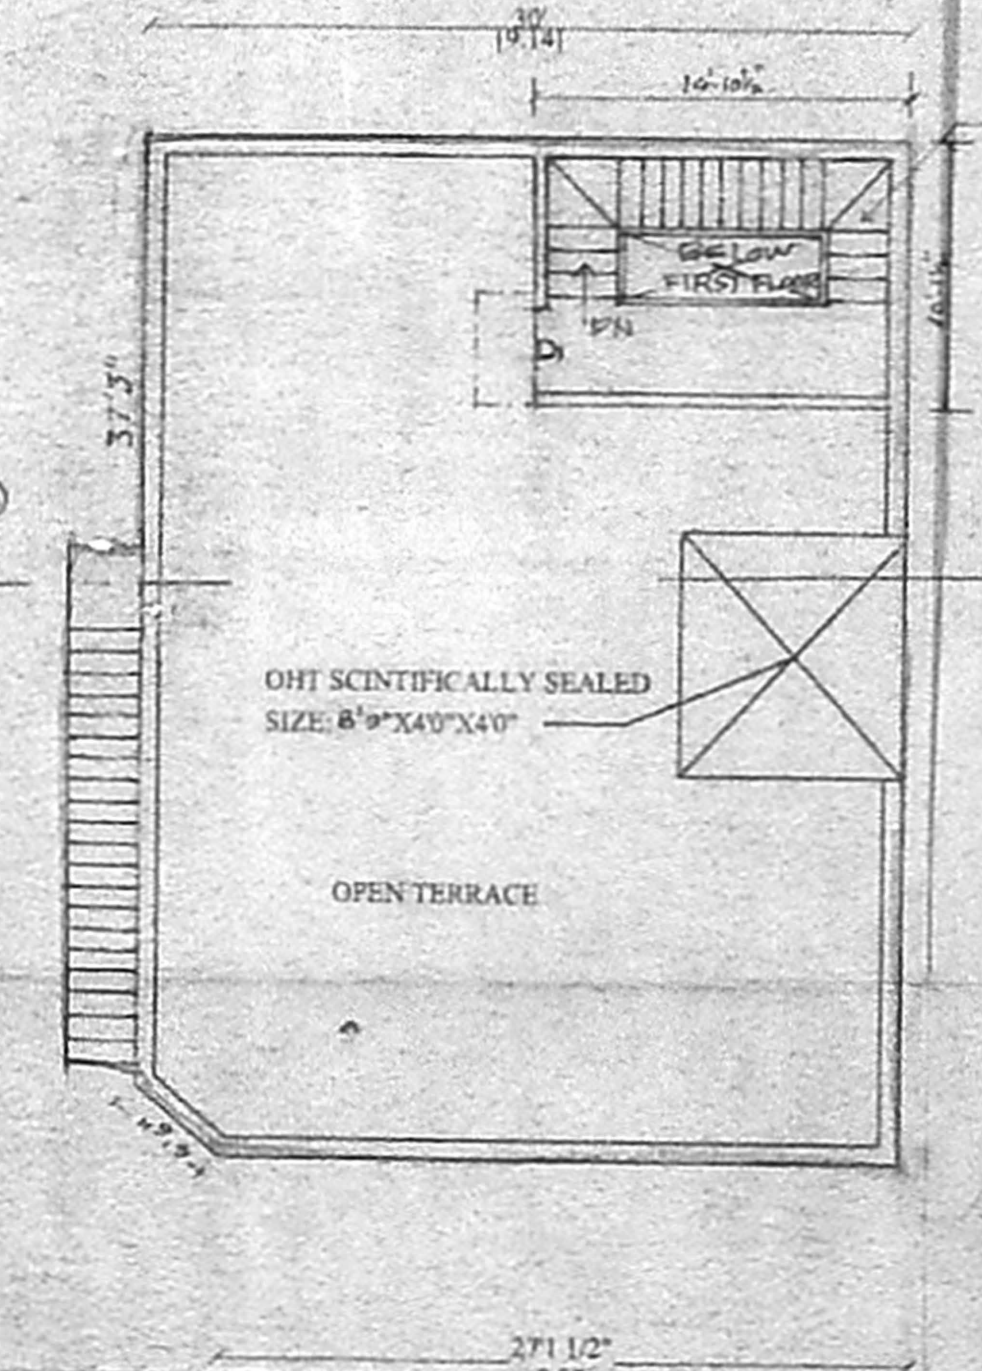 30'
[9.14]
14'-10½"
BELOW
FIRST FLOOR
DN
D1
37'3"
OHT SCINTIFICALLY SEALED
SIZE: 8'9"X4'0"X4'0"
OPEN TERRACE
27'1 1/2"